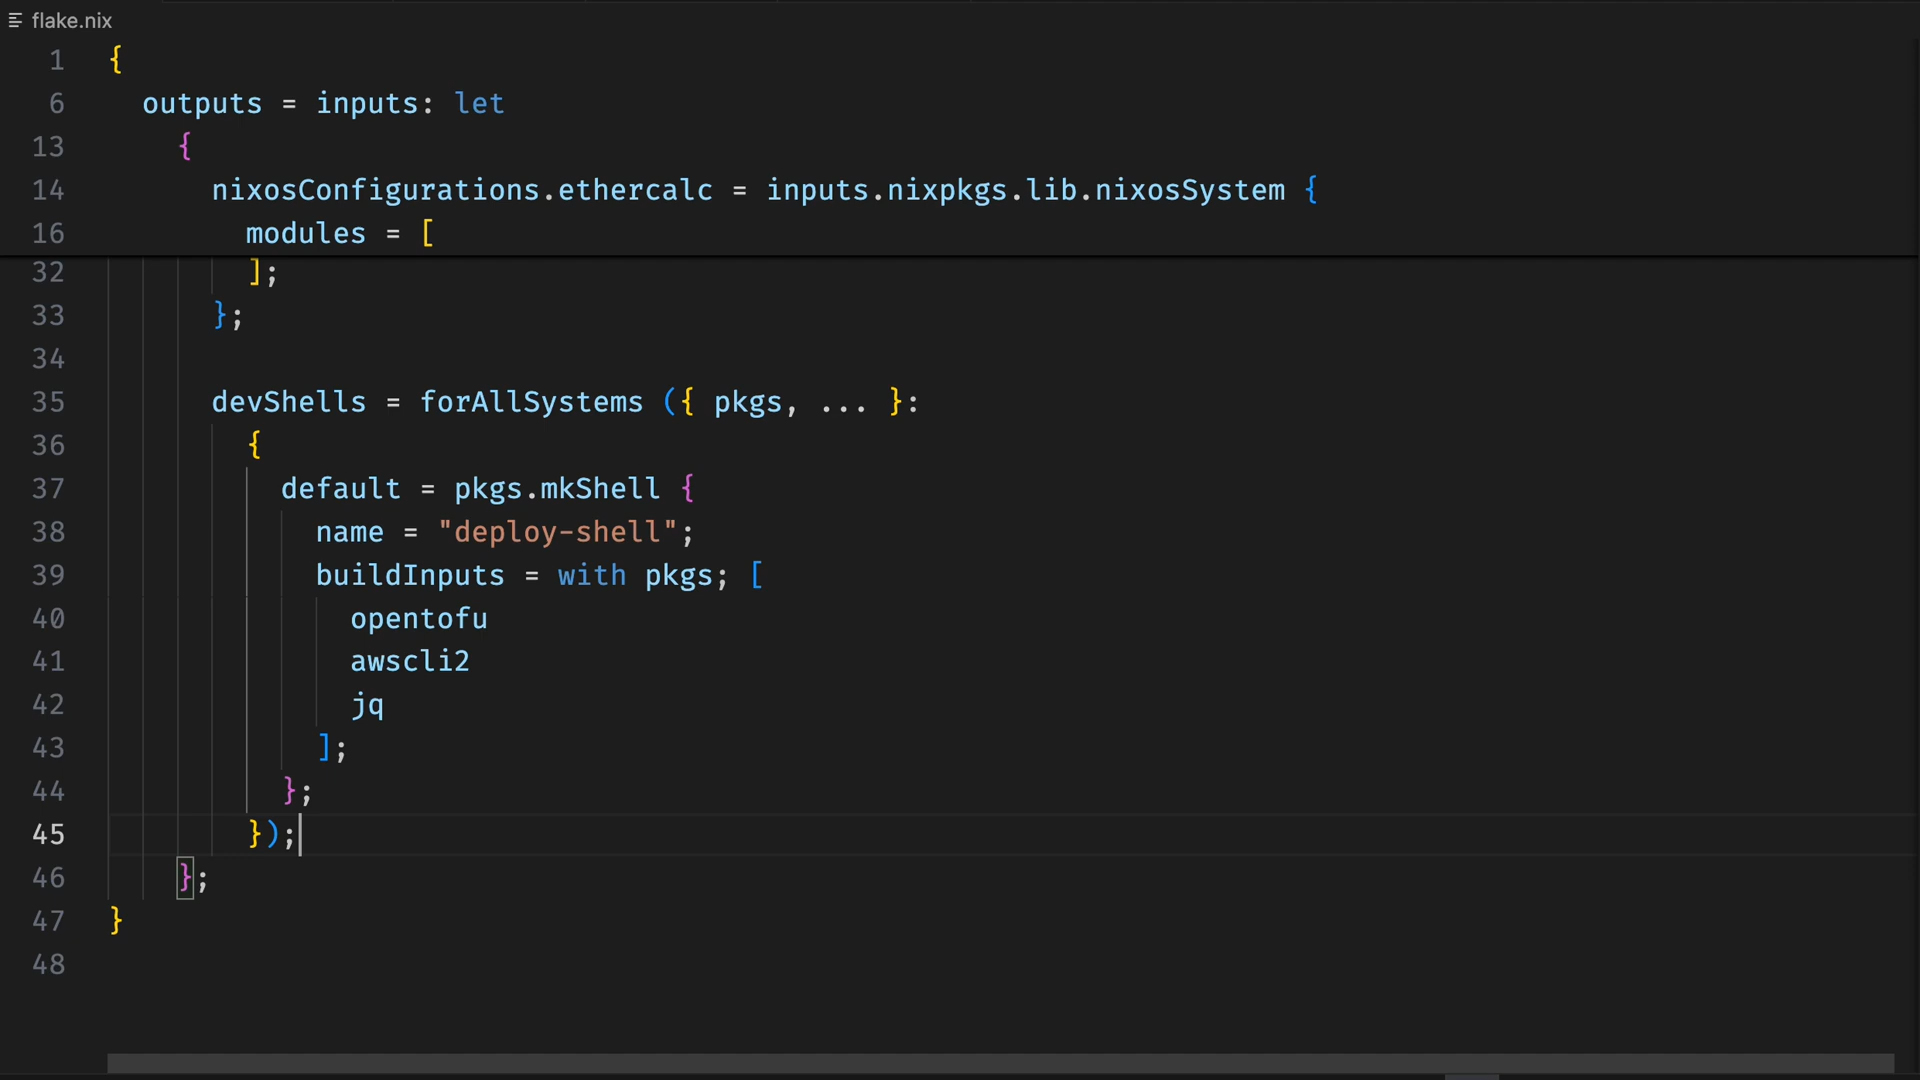 flake.nix
1 {
6 outputs = inputs: let
13 {
14 nixosConfigurations.ethercalc = inputs.nixpkgs.lib.nixosSystem {
16 modules = [
32 ];
33 };
34
35 devShells = forAllSystems ({ pkgs, ... }:
36 {
37 default = pkgs.mkShell {
38 name = "deploy-shell";
39 buildInputs = with pkgs; [
40 opentofu
41 awscli2
42 jq
43 ];
44 };
45 });
46 };
47 }
48